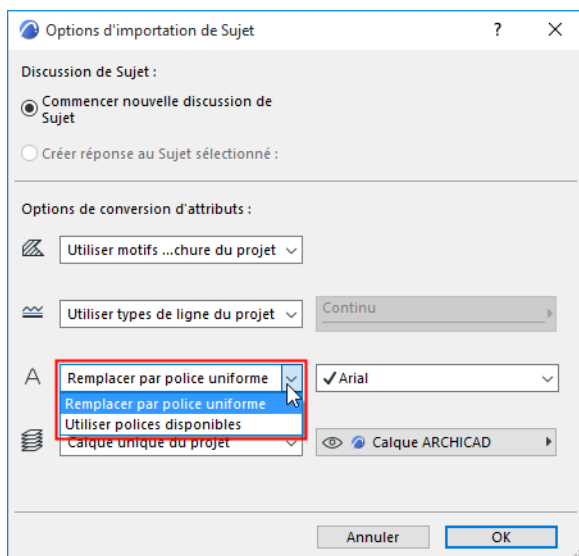 Options d'importation de Sujet
?
Discussion de Sujet :
Commencer nouvelle discussion de
Sujet
Créer réponse au Sujet sélectionné :
Options de conversion d'attributs :
Utiliser motifs ...chure du projet
Utiliser types de ligne du projet
Continu
A
Remplacer par police uniforme
Arial
Remplacer par police uniforme
Utiliser polices disponibles
Calque unique du projet
Calque ARCHICAD
Annuler
OK